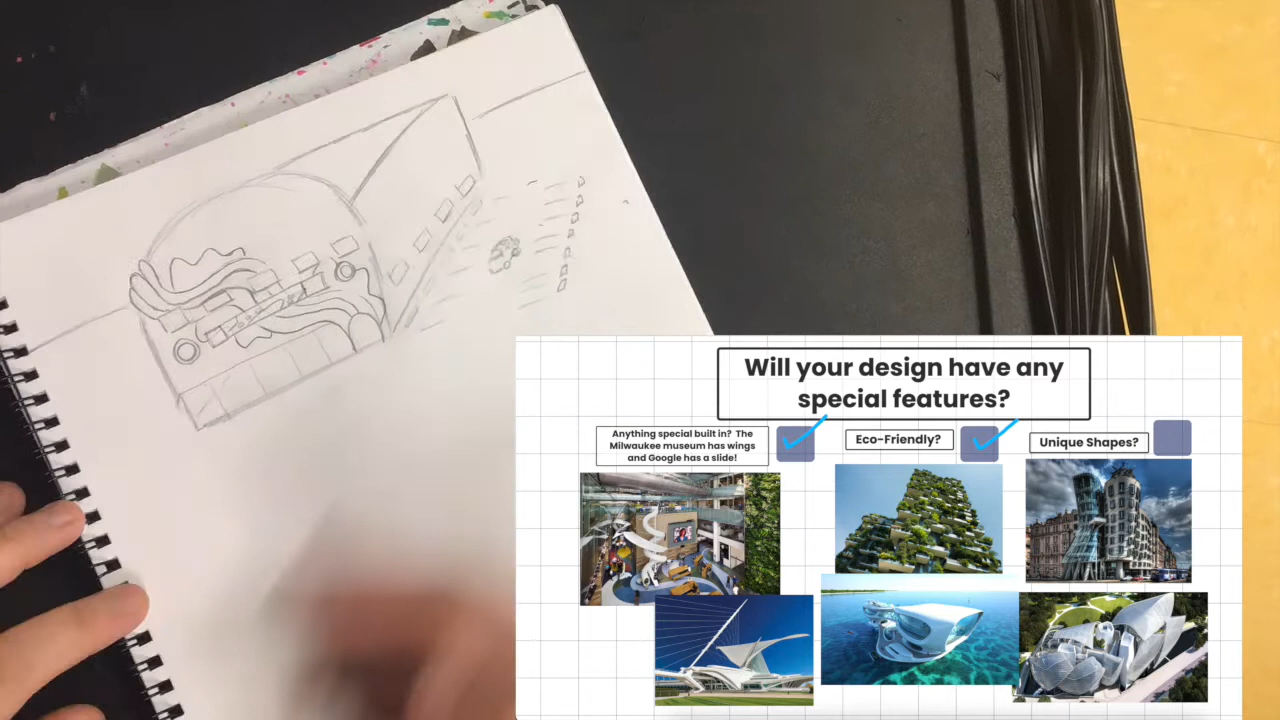 Will your design have any
special features?
Anything special built in? The
Milwaukee museum has wings
and Google has a slide!
Eco-Friendly?
Unique Shapes?